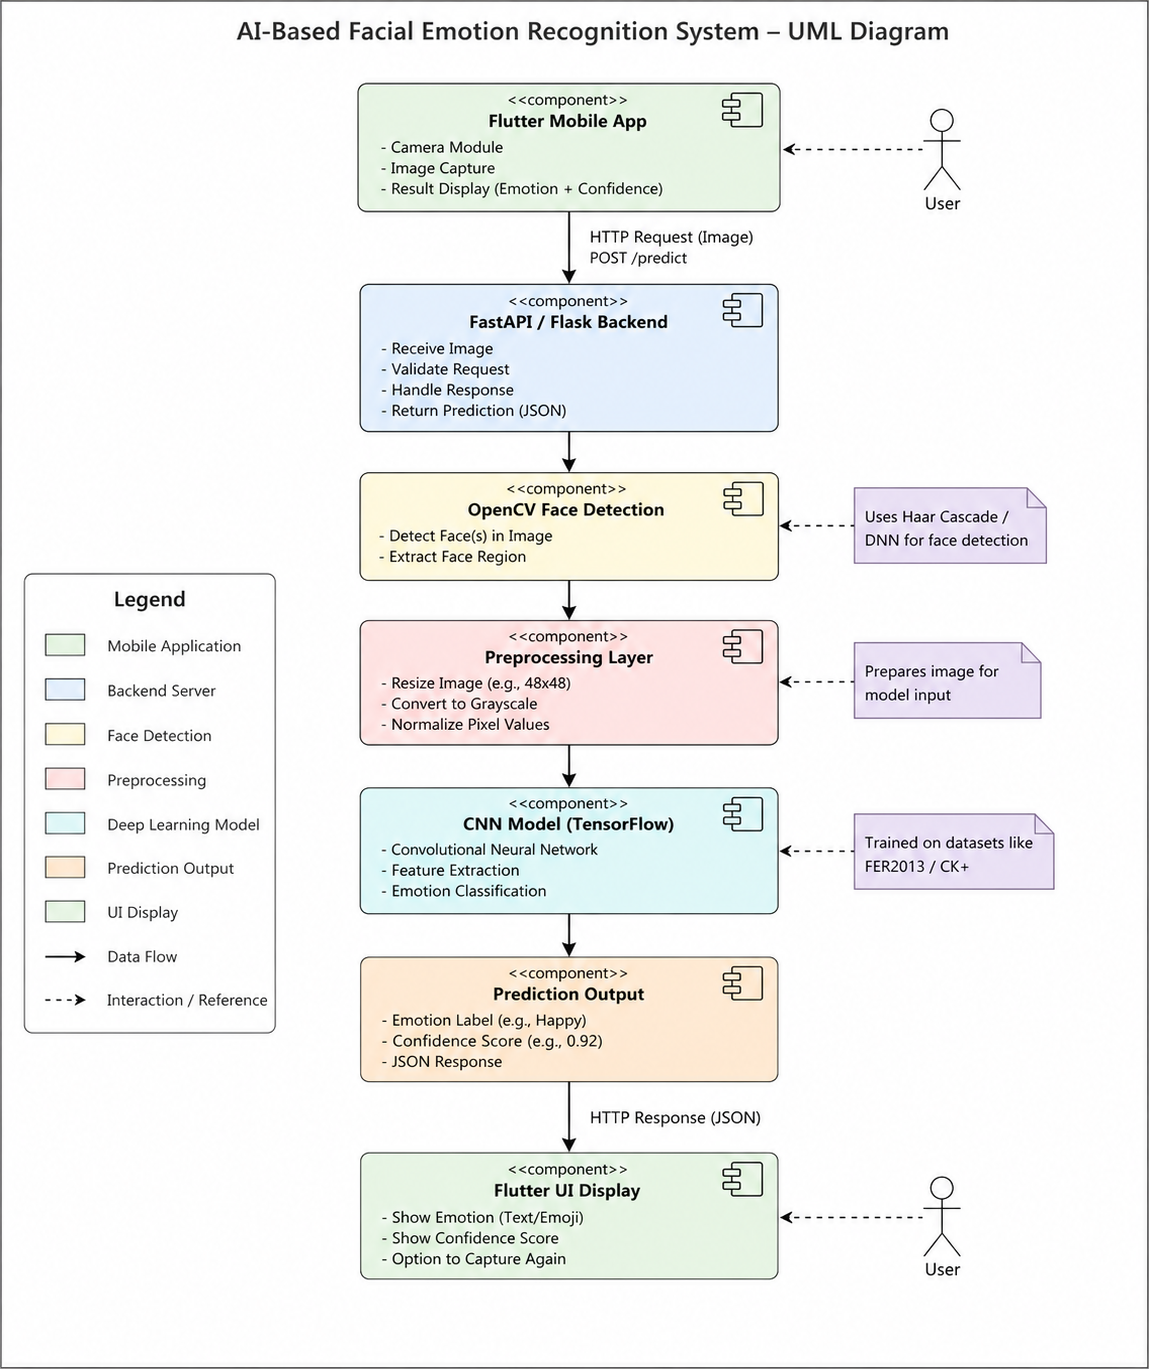 AI-Based Facial Emotion Recognition System – UML Diagram
<<component>>
Flutter Mobile App
- Camera Module
- Image Capture
- Result Display (Emotion + Confidence)
User
HTTP Request (Image)
POST /predict
<<component>>
FastAPI / Flask Backend
- Receive Image
- Validate Request
- Handle Response
- Return Prediction (JSON)
<<component>>
OpenCV Face Detection
- Detect Face(s) in Image
- Extract Face Region
Uses Haar Cascade /
DNN for face detection
<<component>>
Preprocessing Layer
- Resize Image (e.g., 48x48)
- Convert to Grayscale
- Normalize Pixel Values
Prepares image for
model input
<<component>>
CNN Model (TensorFlow)
- Convolutional Neural Network
- Feature Extraction
- Emotion Classification
Trained on datasets like
FER2013 / CK+
<<component>>
Prediction Output
- Emotion Label (e.g., Happy)
- Confidence Score (e.g., 0.92)
- JSON Response
HTTP Response (JSON)
<<component>>
Flutter UI Display
- Show Emotion (Text/Emoji)
- Show Confidence Score
- Option to Capture Again
User
Legend
Mobile Application
Backend Server
Face Detection
Preprocessing
Deep Learning Model
Prediction Output
UI Display
Data Flow
Interaction / Reference